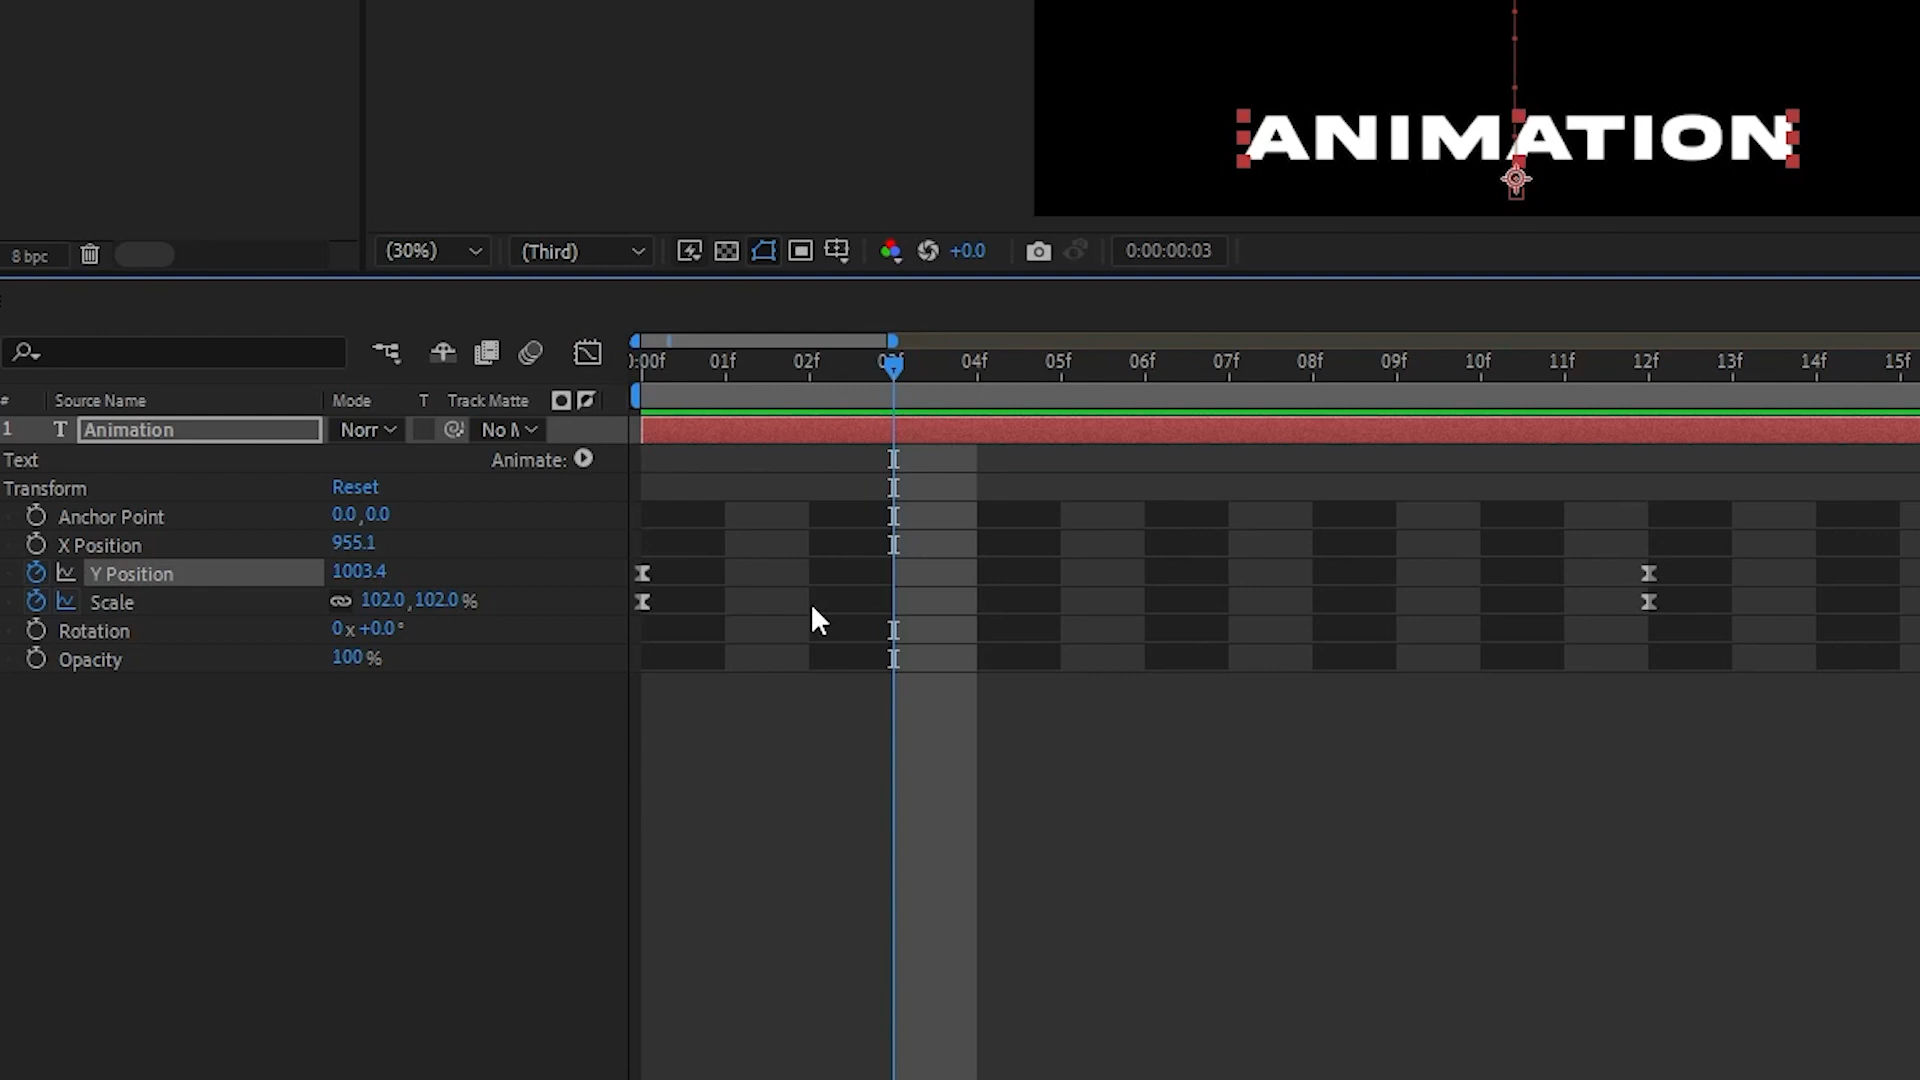 ANIMATION
8 bpc
(30%)
(Third)
+0.0
0:00:00:03
:00f 01f 02f 03f 04f 05f 06f 07f 08f 09f 10f 11f 12f 13f 14f 15f
# Source Name Mode T Track Matte
1 T Animation Norr No M
Text Animate:
Transform Reset
Anchor Point 0.0,0.0
X Position 955.1
Y Position 1003.4
Scale 102.0,102.0%
Rotation 0x+0.0°
Opacity 100%